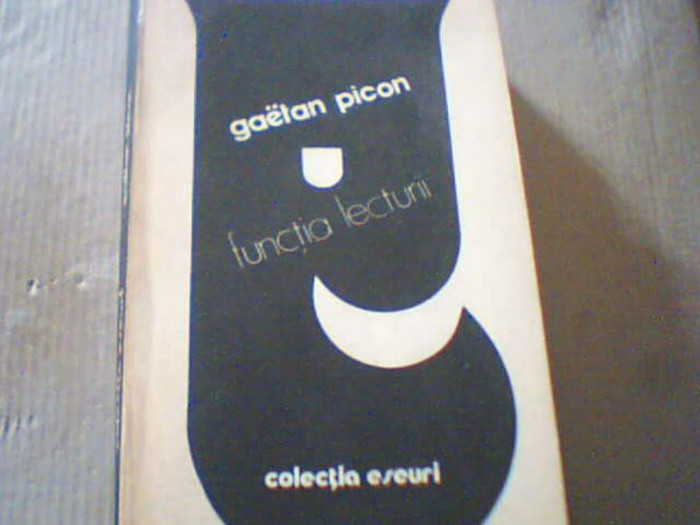 gaëtan picon
funcția lecturii
colecția eseuri